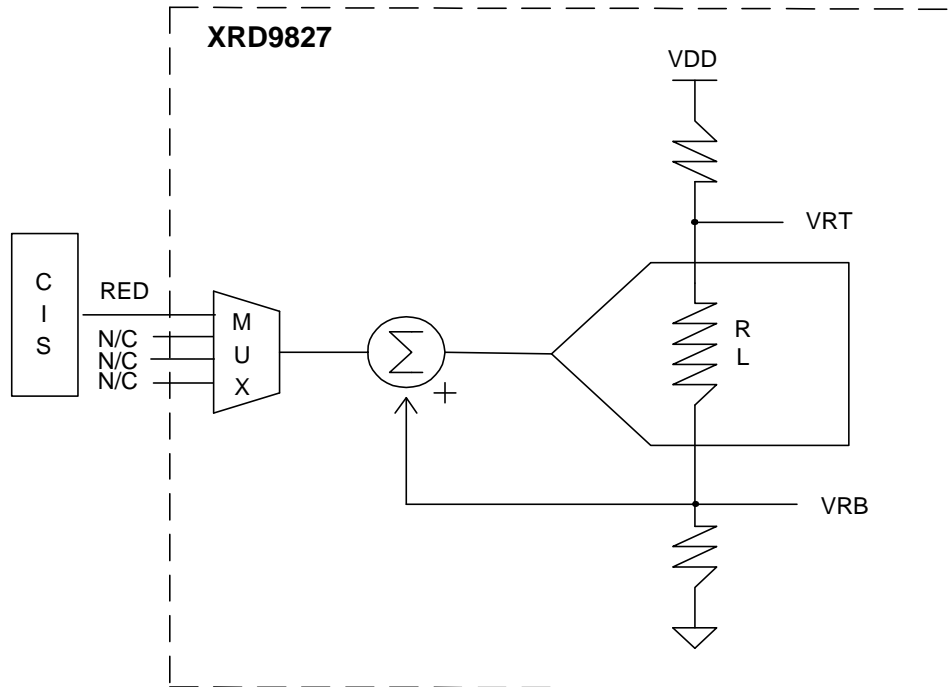 XRD9827
VDD
VRT
C
I
S
RED
N/C
N/C
N/C
M
U
X
Σ
+
R
L
VRB